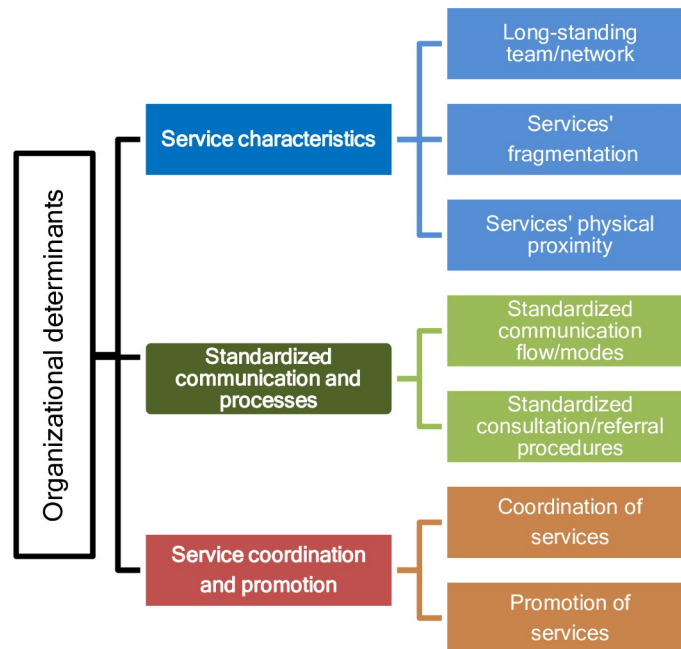 Organizational determinants
Service characteristics
Long-standing
team/network
Services'
fragmentation
Services' physical
proximity
Standardized
communication and
processes
Standardized
communication
flow/modes
Standardized
consultation/referral
procedures
Service coordination
and promotion
Coordination of
services
Promotion of
services